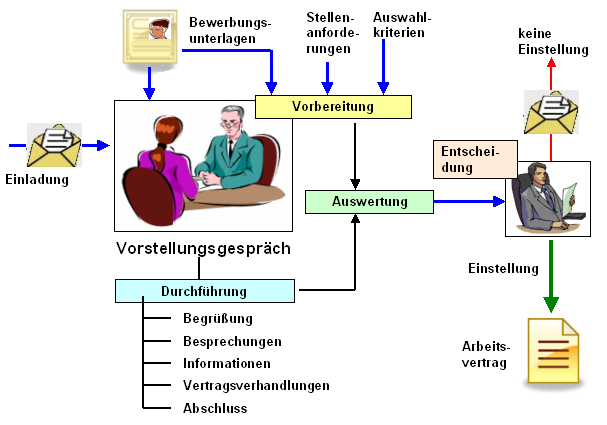 Bewerbungs-
unterlagen
Stellen-
anforde-
rungen
Auswahl-
kriterien
keine
Einstellung
Vorbereitung
Einladung
Entschei-
dung
Auswertung
Vorstellungsgespräch
Einstellung
Durchführung
Begrüßung
Besprechungen
Informationen
Vertragsverhandlungen
Abschluss
Arbeits-
vertrag